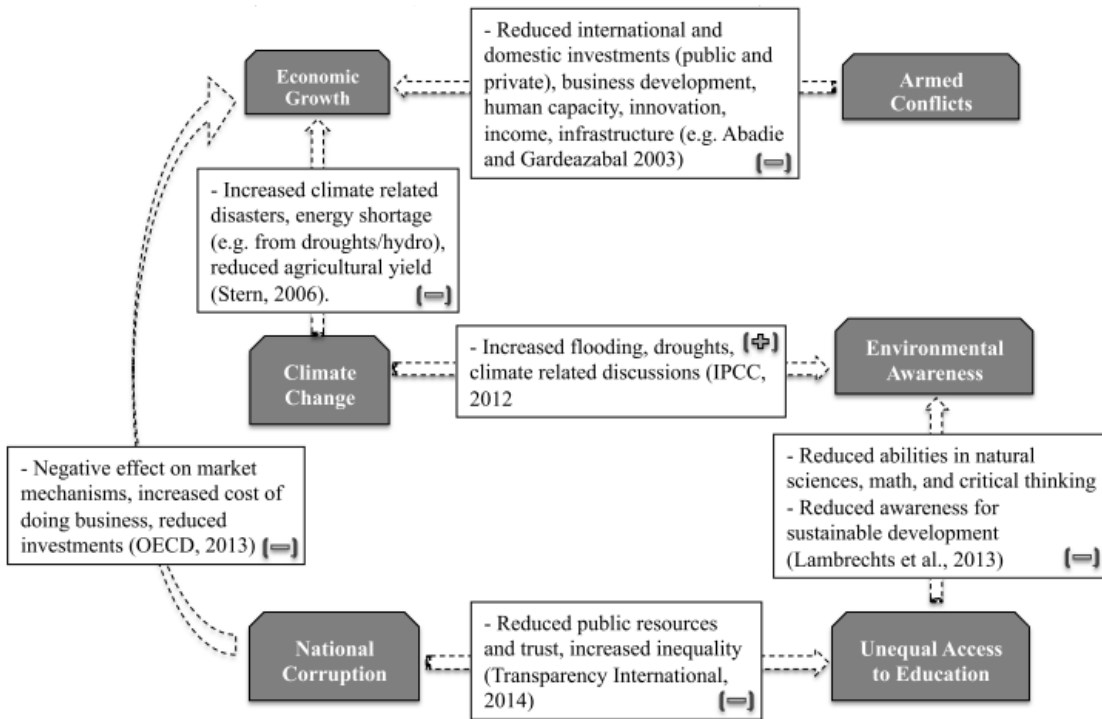 Economic
Growth
- Reduced international and
domestic investments (public and
private), business development,
human capacity, innovation,
income, infrastructure (e.g. Abadie
and Gardeazabal 2003)
Armed
Conflicts
- Increased climate related
disasters, energy shortage
(e.g. from droughts/hydro),
reduced agricultural yield
(Stern, 2006).
Climate
Change
- Increased flooding, droughts,
climate related discussions (IPCC,
2012
Environmental
Awareness
- Negative effect on market
mechanisms, increased cost of
doing business, reduced
investments (OECD, 2013)
- Reduced abilities in natural
sciences, math, and critical thinking
- Reduced awareness for
sustainable development
(Lambrechts et al., 2013)
National
Corruption
- Reduced public resources
and trust, increased inequality
(Transparency International,
2014)
Unequal Access
to Education